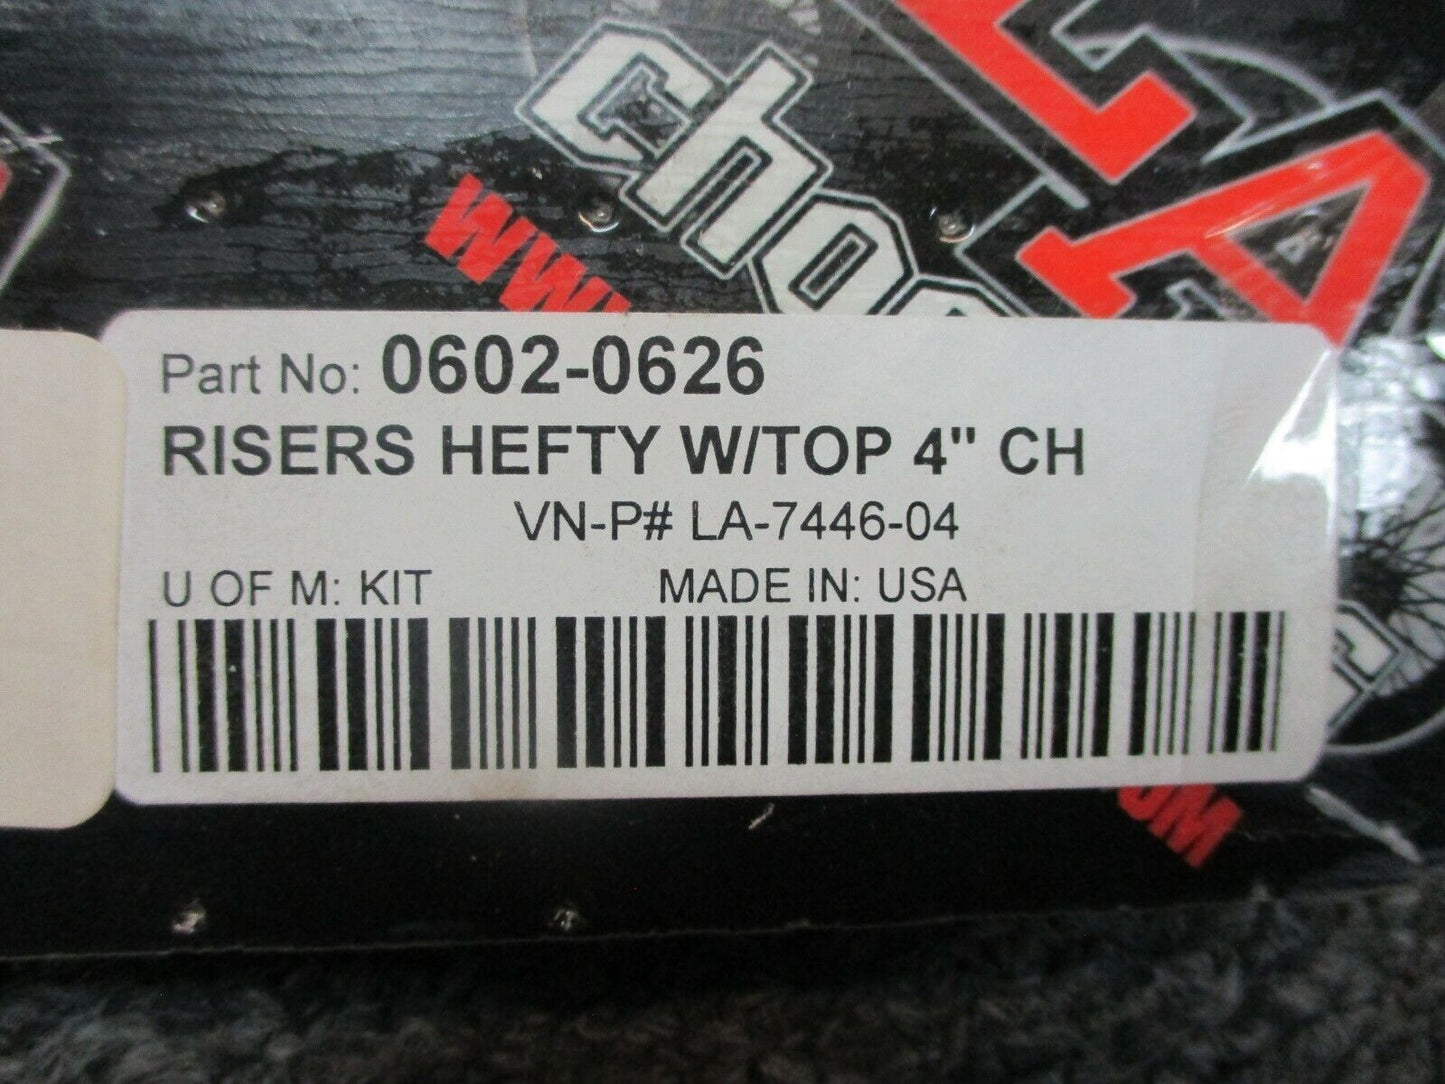 Part No: 0602-0626
RISERS HEFTY W/TOP 4" CH
VN-P# LA-7446-04
U OF M: KIT MADE IN: USA